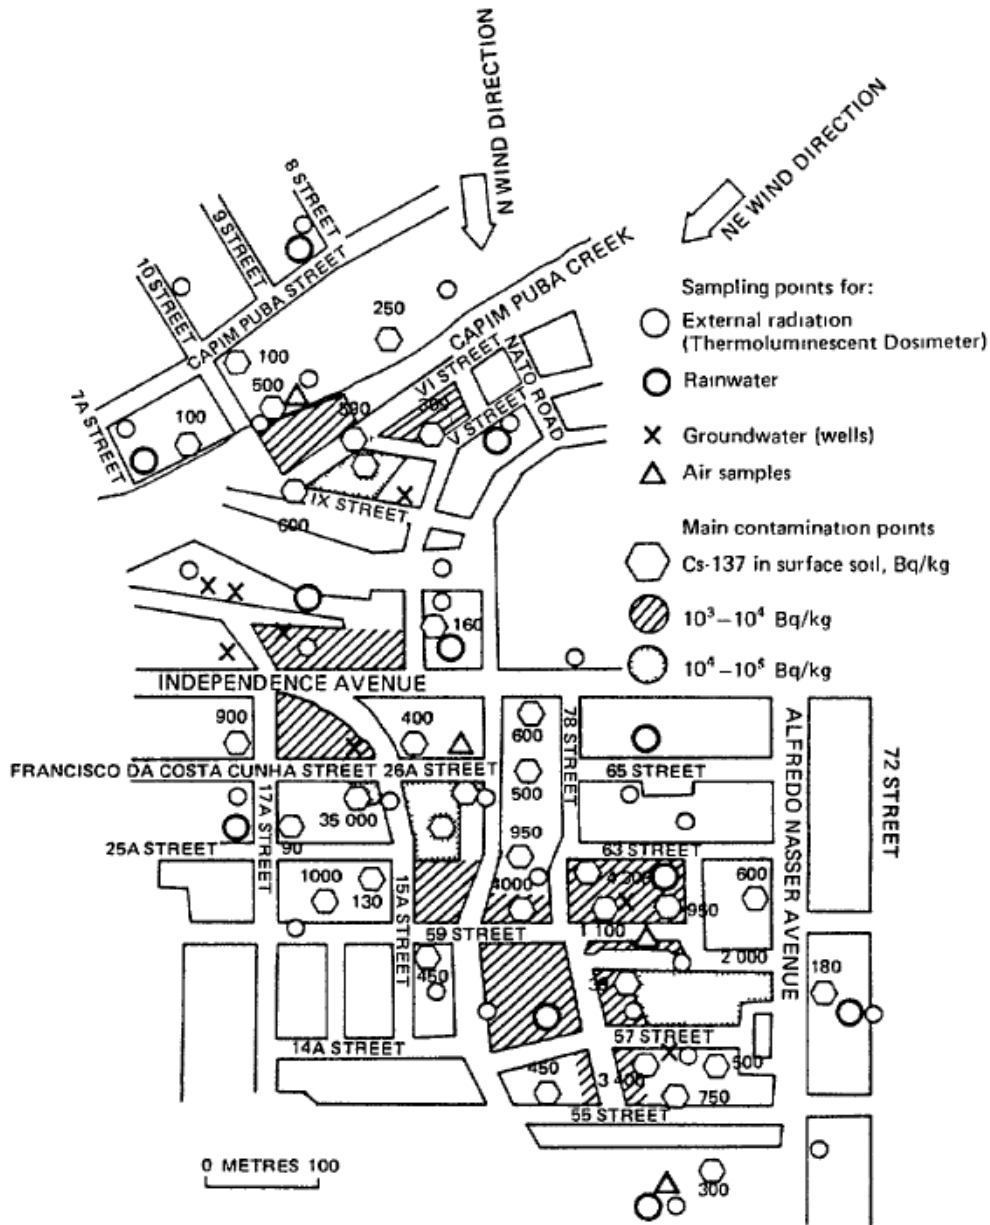 N WIND DIRECTION
NE WIND DIRECTION
8 STREET
9 STREET
10 STREET
CAPIM PUBA STREET
CAPIM PUBA CREEK
7A STREET
250
100
500
100
590
300
VI STREET
V STREET
NATO ROAD
IX STREET
600
Sampling points for:
External radiation
(Thermoluminescent Dosimeter)
Rainwater
Groundwater (wells)
Air samples
Main contamination points
Cs-137 in surface soil, Bq/kg
10³–10⁴ Bq/kg
10⁴–10⁵ Bq/kg
160
INDEPENDENCE AVENUE
900
400
600
78 STREET
ALFREDO NASSER AVENUE
72 STREET
FRANCISCO DA COSTA CUNHA STREET
26A STREET
65 STREET
17A STREET
35 000
500
950
90
25A STREET
63 STREET
1000
130
15A STREET
4000
4 300
950
600
59 STREET
1 100
2 000
450
180
57 STREET
14A STREET
450
3 400
500
750
55 STREET
300
0 METRES 100